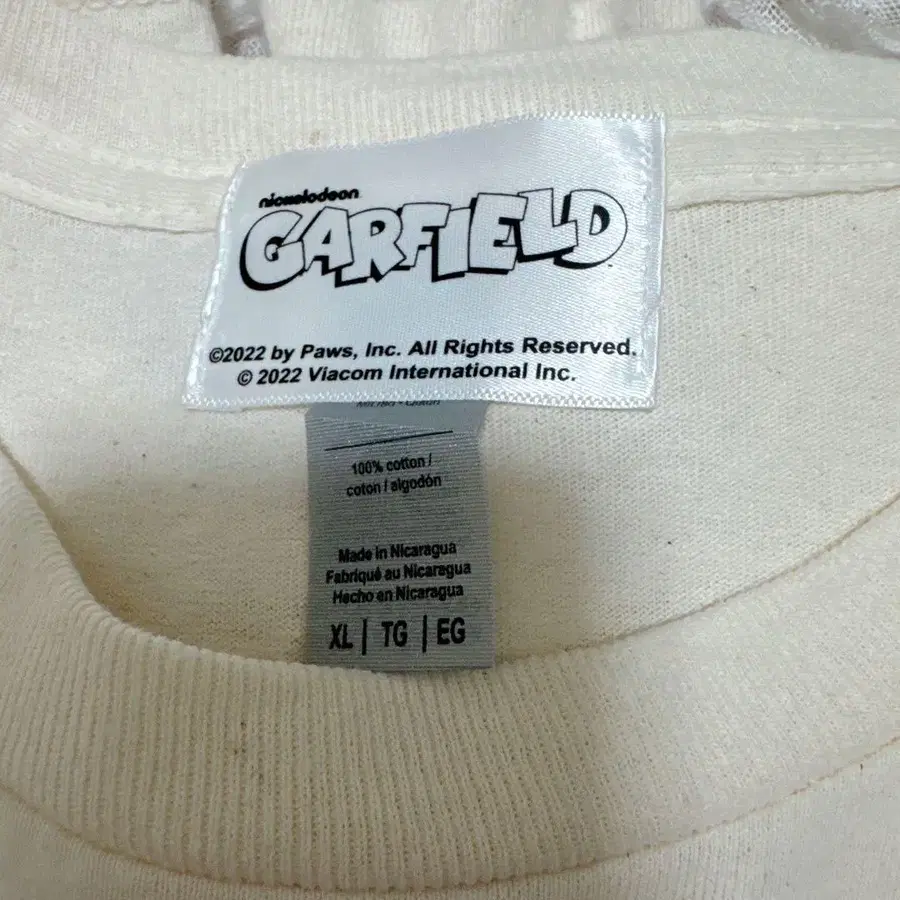 nickelodeon
GARFIELD
©2022 by Paws, Inc. All Rights Reserved.
© 2022 Viacom International Inc.
100% cotton /
coton / algodón
Made in Nicaragua
Fabriqué au Nicaragua
Hecho en Nicaragua
XL | TG | EG